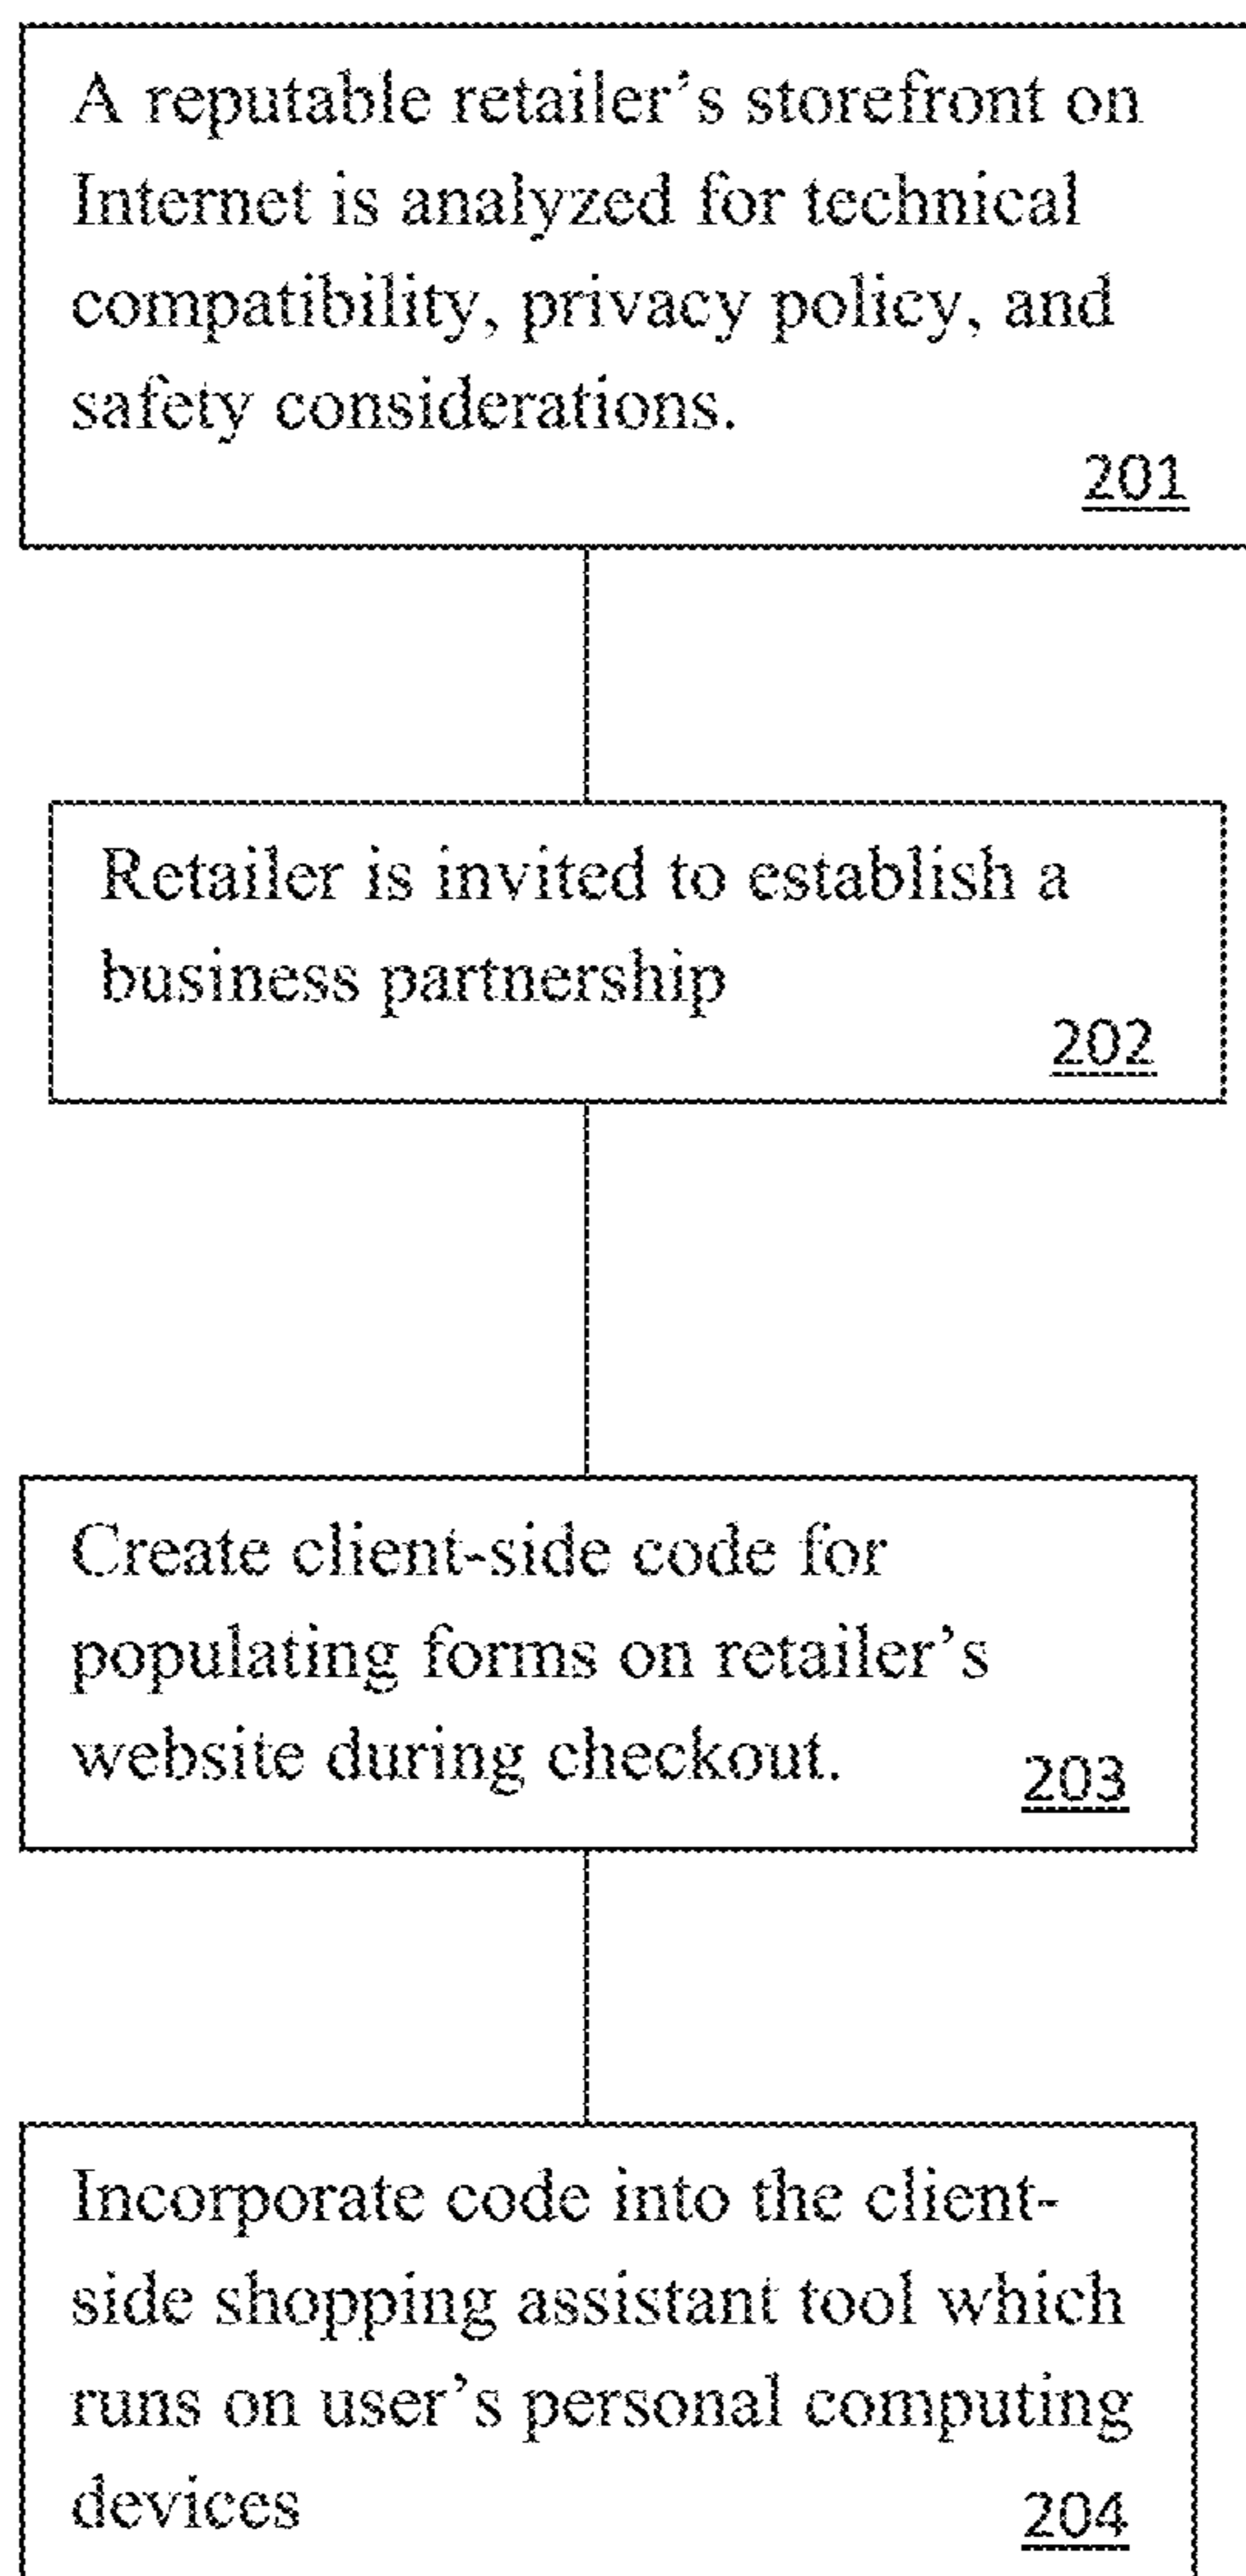 A reputable retailer's storefront on
Internet is analyzed for technical
compatibility, privacy policy, and
safety considerations.
201
Retailer is invited to establish a
business partnership
202
Create client-side code for
populating forms on retailer's
website during checkout.
203
Incorporate code into the client-
side shopping assistant tool which
runs on user's personal computing
devices
204